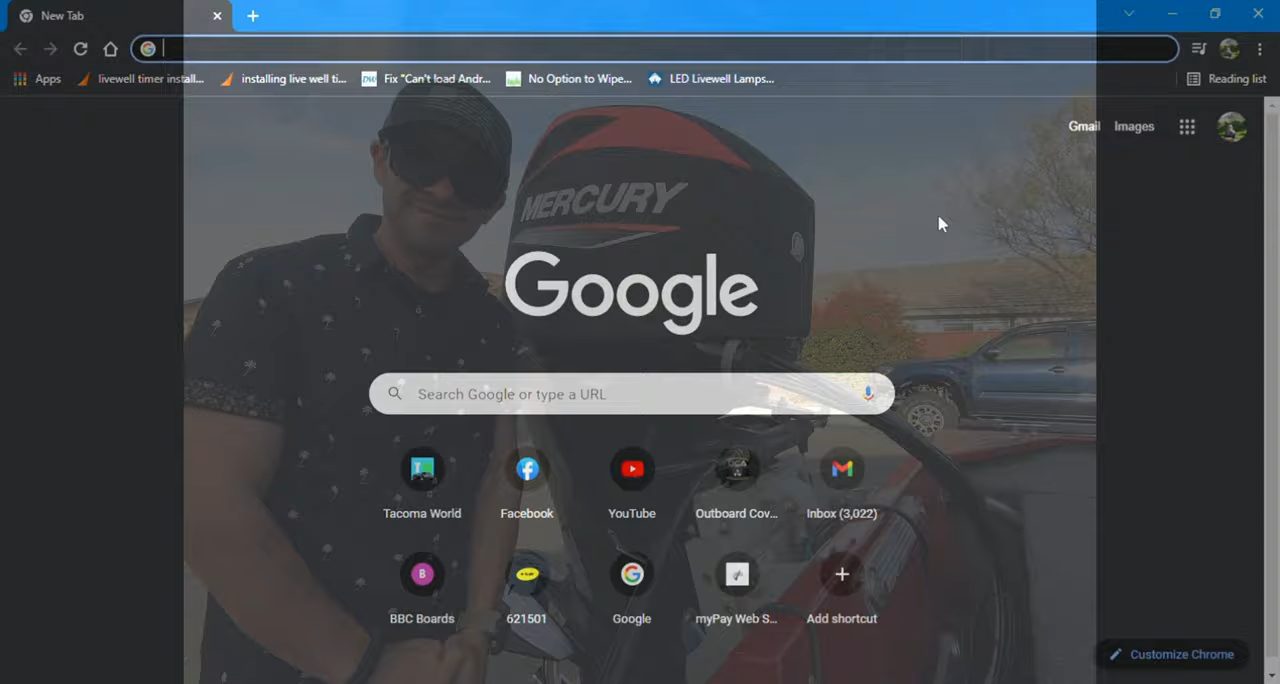 New Tab
Apps
livewell timer install...
installing live well ti...
Fix "Can't load Andr...
No Option to Wipe...
LED Livewell Lamps...
Reading list
Gmail
Images
MERCURY
Google
Search Google or type a URL
Tacoma World
Facebook
YouTube
Outboard Cov...
Inbox (3,022)
B
BBC Boards
621501
Google
myPay Web S...
Add shortcut
Customize Chrome